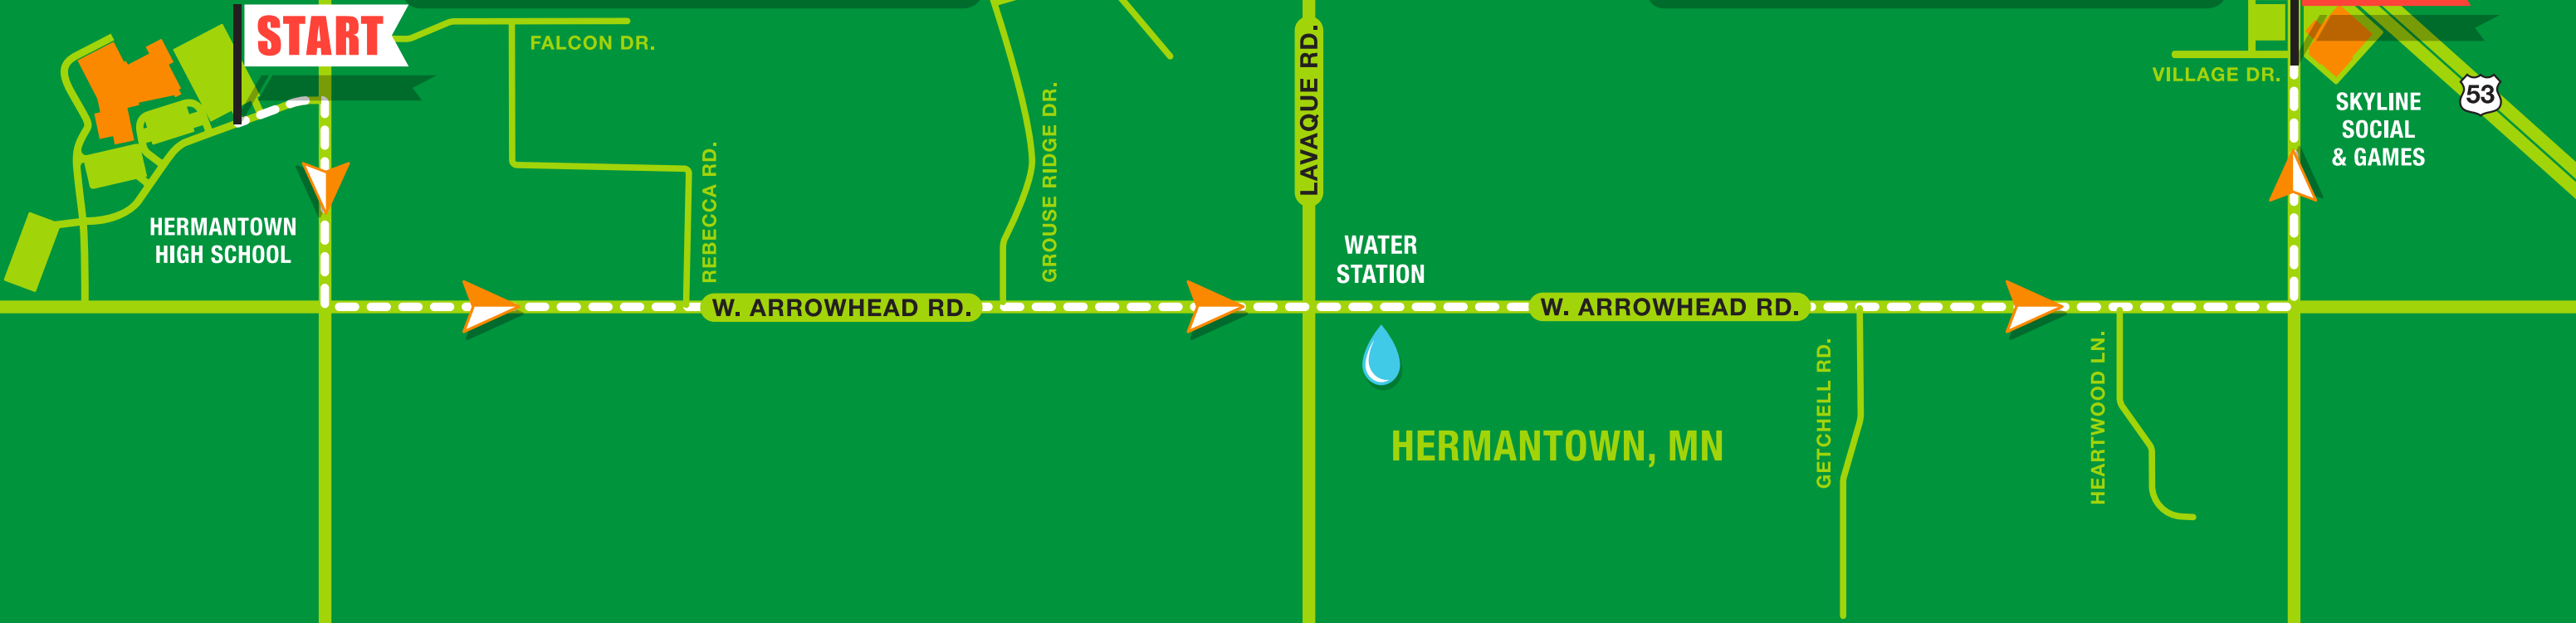 START
FALCON DR.
LAVAQUE RD.
VILLAGE DR.
53
SKYLINE
SOCIAL
& GAMES
REBECCA RD.
GROUSE RIDGE DR.
HERMANTOWN
HIGH SCHOOL
WATER
STATION
W. ARROWHEAD RD.
W. ARROWHEAD RD.
GETCHELL RD.
HEARTWOOD LN.
HERMANTOWN, MN